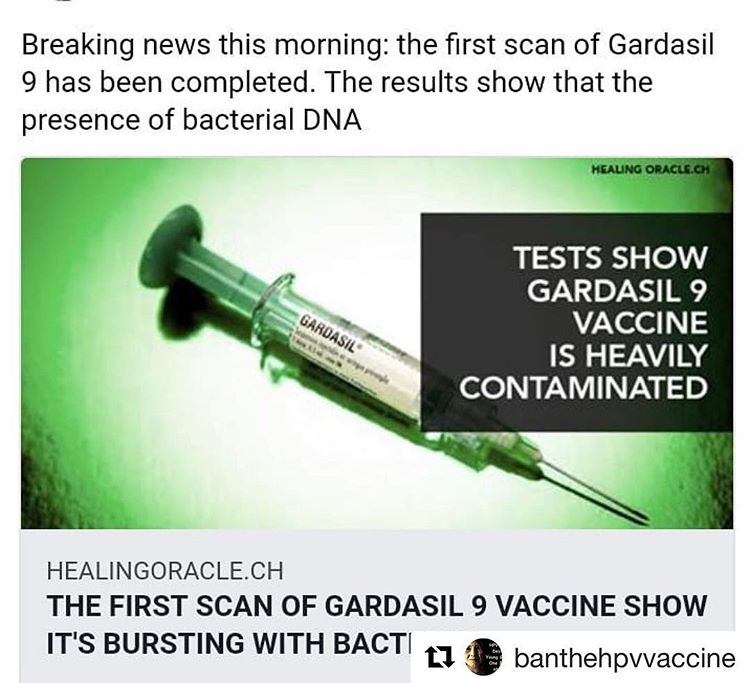 Breaking news this morning: the first scan of Gardasil
9 has been completed. The results show that the
presence of bacterial DNA
HEALING ORACLE.CH
TESTS SHOW
GARDASIL 9
VACCINE
IS HEAVILY
CONTAMINATED
GARDASIL®
HEALINGORACLE.CH
THE FIRST SCAN OF GARDASIL 9 VACCINE SHOW
IT'S BURSTING WITH BACT
banthehpvvaccine